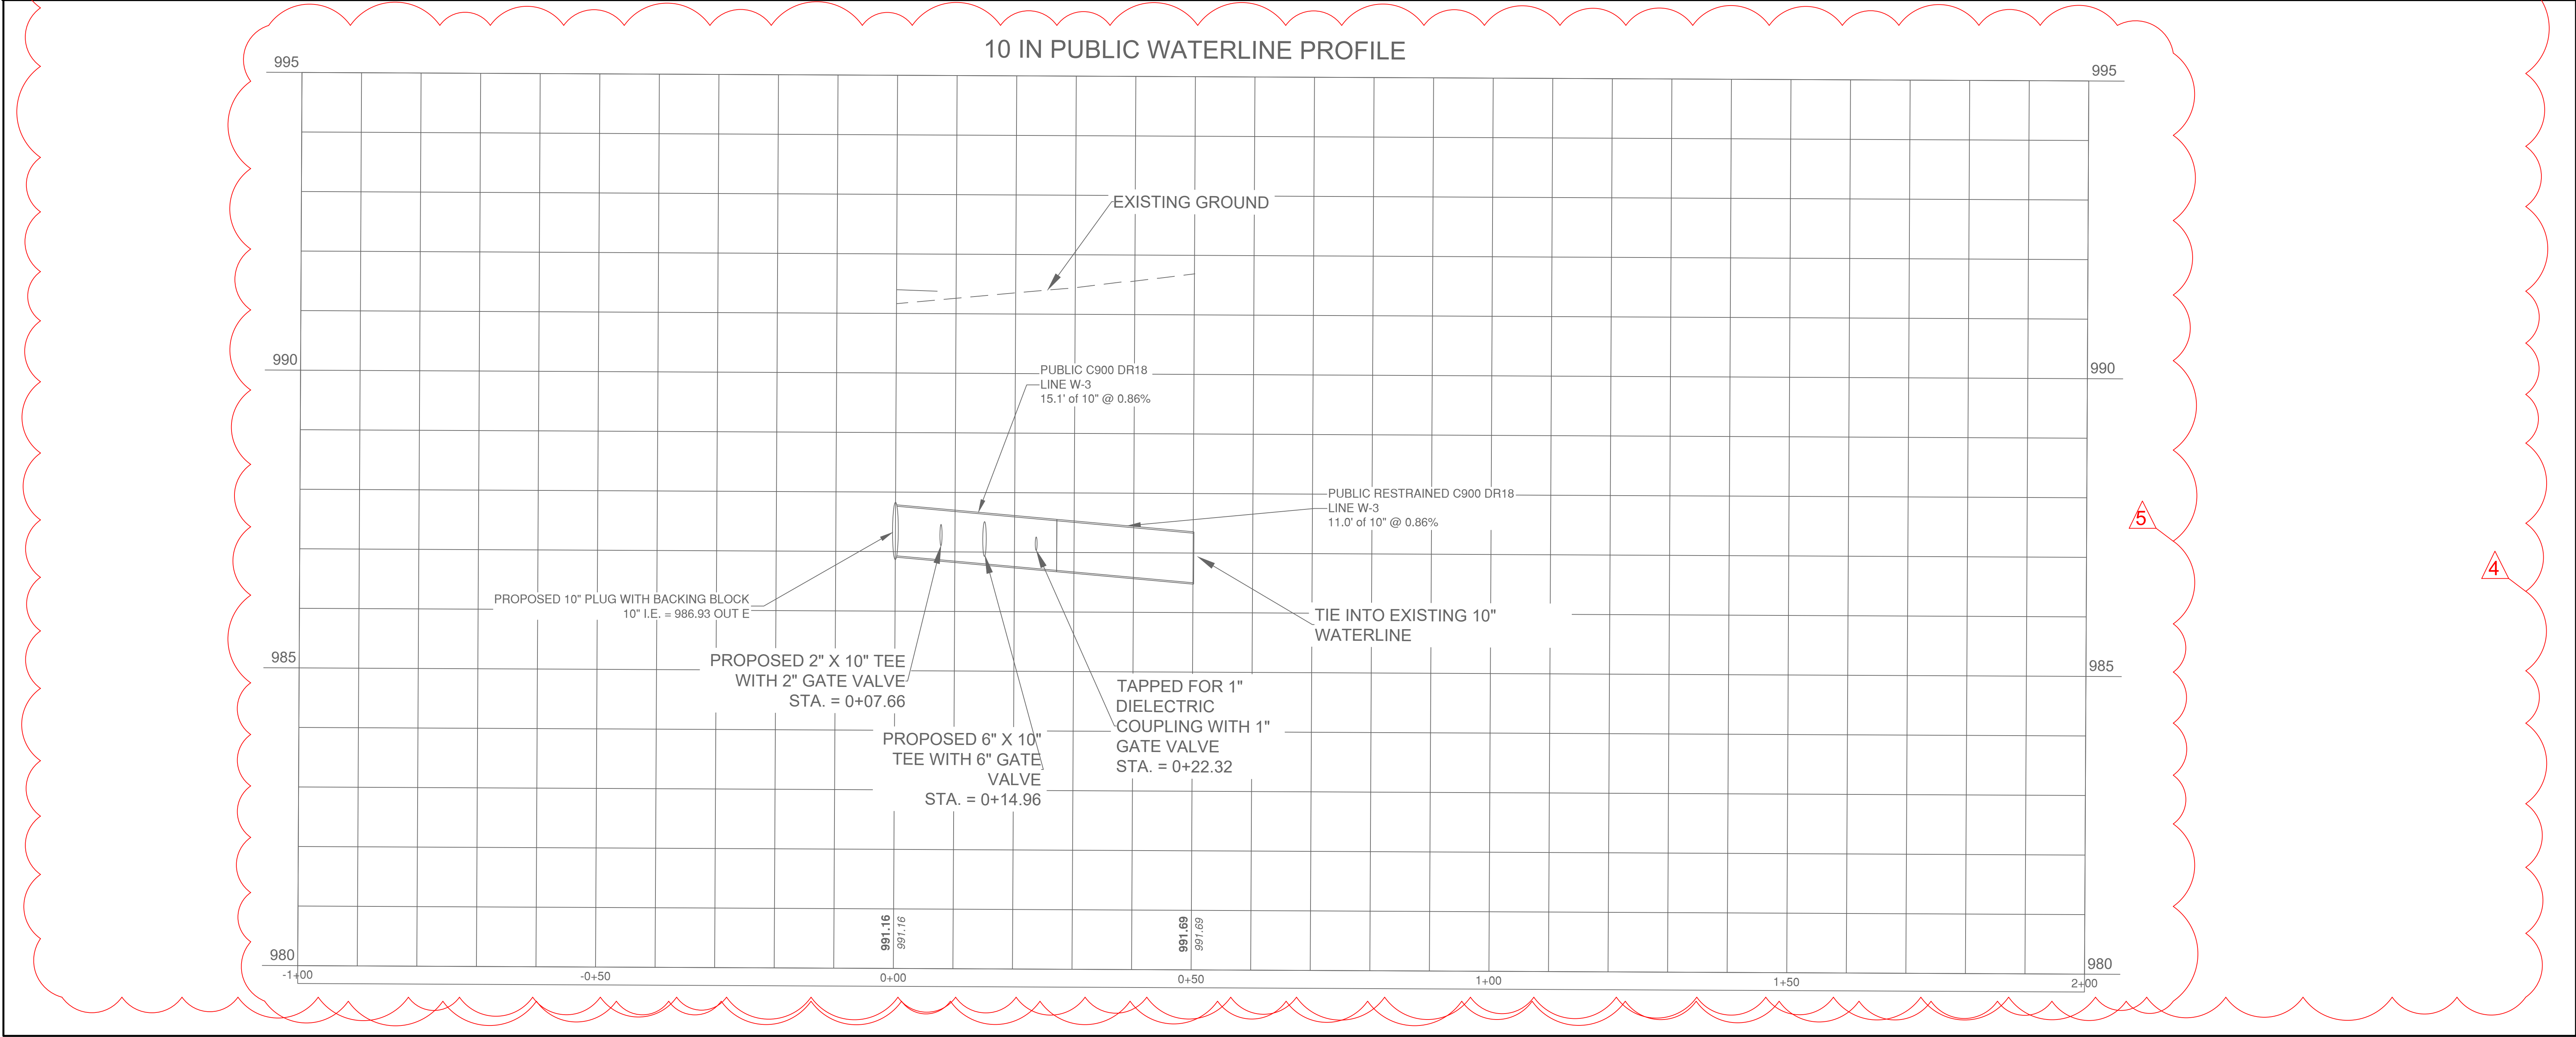 10 IN PUBLIC WATERLINE PROFILE
995
995
EXISTING GROUND
990
990
PUBLIC C900 DR18
LINE W-3
15.1' of 10" @ 0.86%
PUBLIC RESTRAINED C900 DR18
LINE W-3
11.0' of 10" @ 0.86%
5
4
PROPOSED 10" PLUG WITH BACKING BLOCK
10" I.E. = 986.93 OUT E
TIE INTO EXISTING 10"
WATERLINE
985
985
PROPOSED 2" X 10" TEE
WITH 2" GATE VALVE
STA. = 0+07.66
TAPPED FOR 1"
DIELECTRIC
COUPLING WITH 1"
GATE VALVE
STA. = 0+22.32
PROPOSED 6" X 10"
TEE WITH 6" GATE
VALVE
STA. = 0+14.96
991.16
991.16
991.69
991.69
980
980
-1+00
-0+50
0+00
0+50
1+00
1+50
2+00